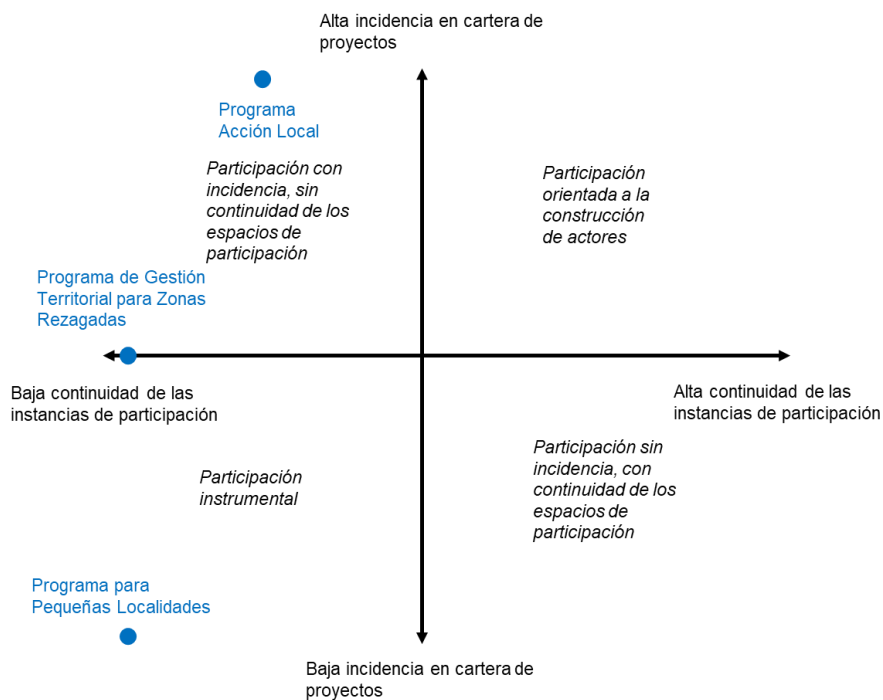 Alta incidencia en cartera de
proyectos
Programa
Acción Local
Participación con
incidencia, sin
continuidad de los
espacios de
participación
Participación
orientada a la
construcción
de actores
Programa de Gestión
Territorial para Zonas
Rezagadas
Baja continuidad de las
instancias de participación
Alta continuidad de las
instancias de participación
Participación
instrumental
Participación sin
incidencia, con
continuidad de los
espacios de
participación
Programa para
Pequeñas Localidades
Baja incidencia en cartera de
proyectos